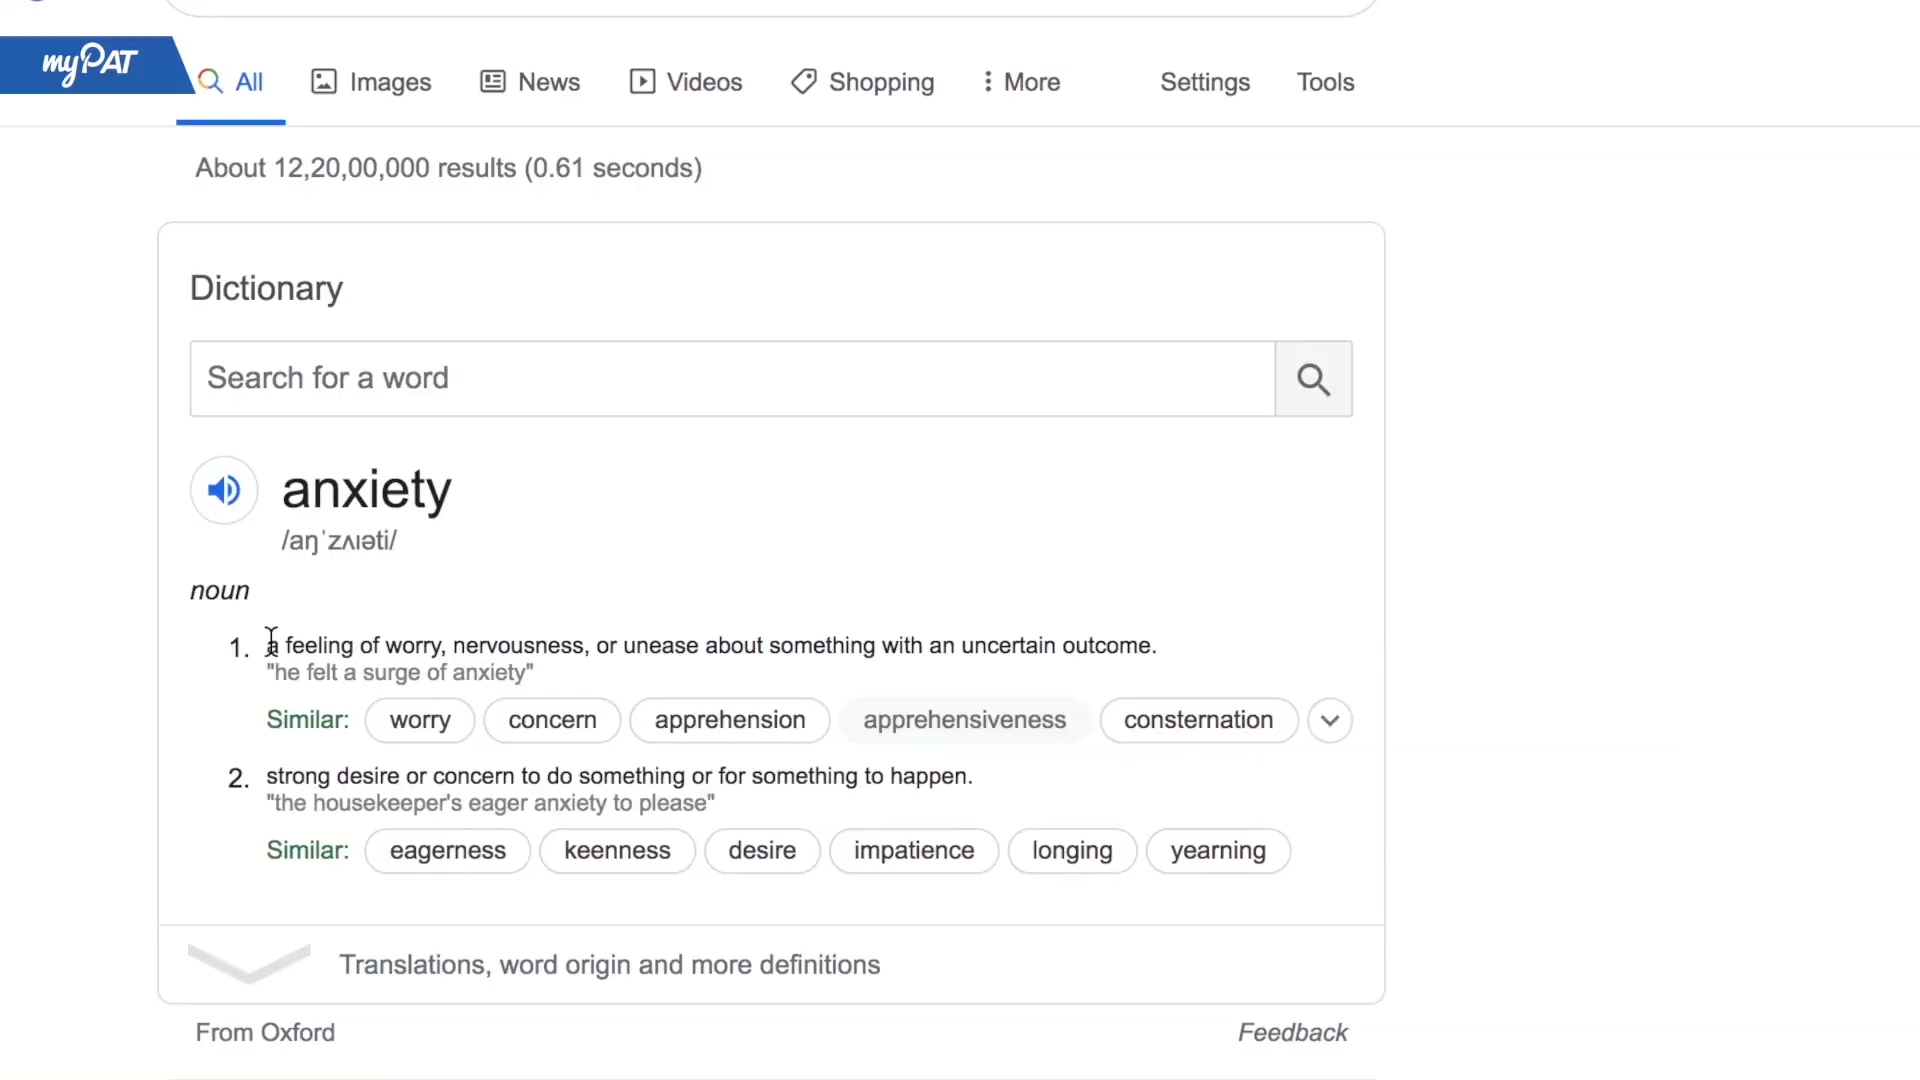 myPAT
All Images News Videos Shopping More Settings Tools
About 12,20,00,000 results (0.61 seconds)
Dictionary
Search for a word
anxiety
/aŋˈzʌɪəti/
noun
1. a feeling of worry, nervousness, or unease about something with an uncertain outcome.
"he felt a surge of anxiety"
Similar: worry concern apprehension apprehensiveness consternation
2. strong desire or concern to do something or for something to happen.
"the housekeeper's eager anxiety to please"
Similar: eagerness keenness desire impatience longing yearning
Translations, word origin and more definitions
From Oxford Feedback